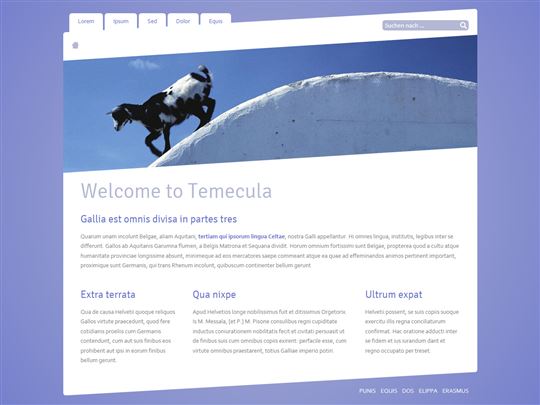 Lorem Ipsum Sed Dolor Equis
Suchen nach ...
Welcome to Temecula
Gallia est omnis divisa in partes tres
Quarum unam incolunt Belgae, aliam Aquitani, tertiam qui ipsorum lingua Celtae, nostra Galli appellantur. Hi omnes lingua, institutis, legibus inter se
differunt. Gallos ab Aquitanis Garumna flumen, a Belgis Matrona et Sequana dividit. Horum omnium fortissimi sunt Belgae, propterea quod a cultu atque
humanitate provinciae longissime absunt, minimeque ad eos mercatores saepe commeant atque ea quae ad effeminandos animos pertinent important,
proximique sunt Germanis, qui trans Rhenum incolunt, quibuscum continenter bellum gerunt.
Extra terrata
Cua de causa Helvetii quoque reliquos
Gallos virtute praecedunt, quod fere
cotidianis proeliis cum Germanis
contendunt, cum aut suis finibus eos
prohibent aut ipsi in eorum finibus
bellum gerunt.
Qua nixpe
Apud Helvetios longe nobilissimus fuit et ditissimus Orgetorix.
Is M. Messala, [et P.] M. Pisone consulibus regni cupiditate
inductus coniurationem nobilitatis fecit et civitati persuasit ut
de finibus suis cum omnibus copiis exirent: perfacile esse, cum
virtute omnibus praestarent, totius Galliae imperio potiri.
Ultrum expat
Helvetii iussim, se suis copiis suoque
exercitu illis regna conciliaturum
confirmat. Hac oratione adducti inter
se fidem et ius iurandum dant et
regno occupato per treset.
PUNIS EQUIS DOS ELIPPA ERASMUS